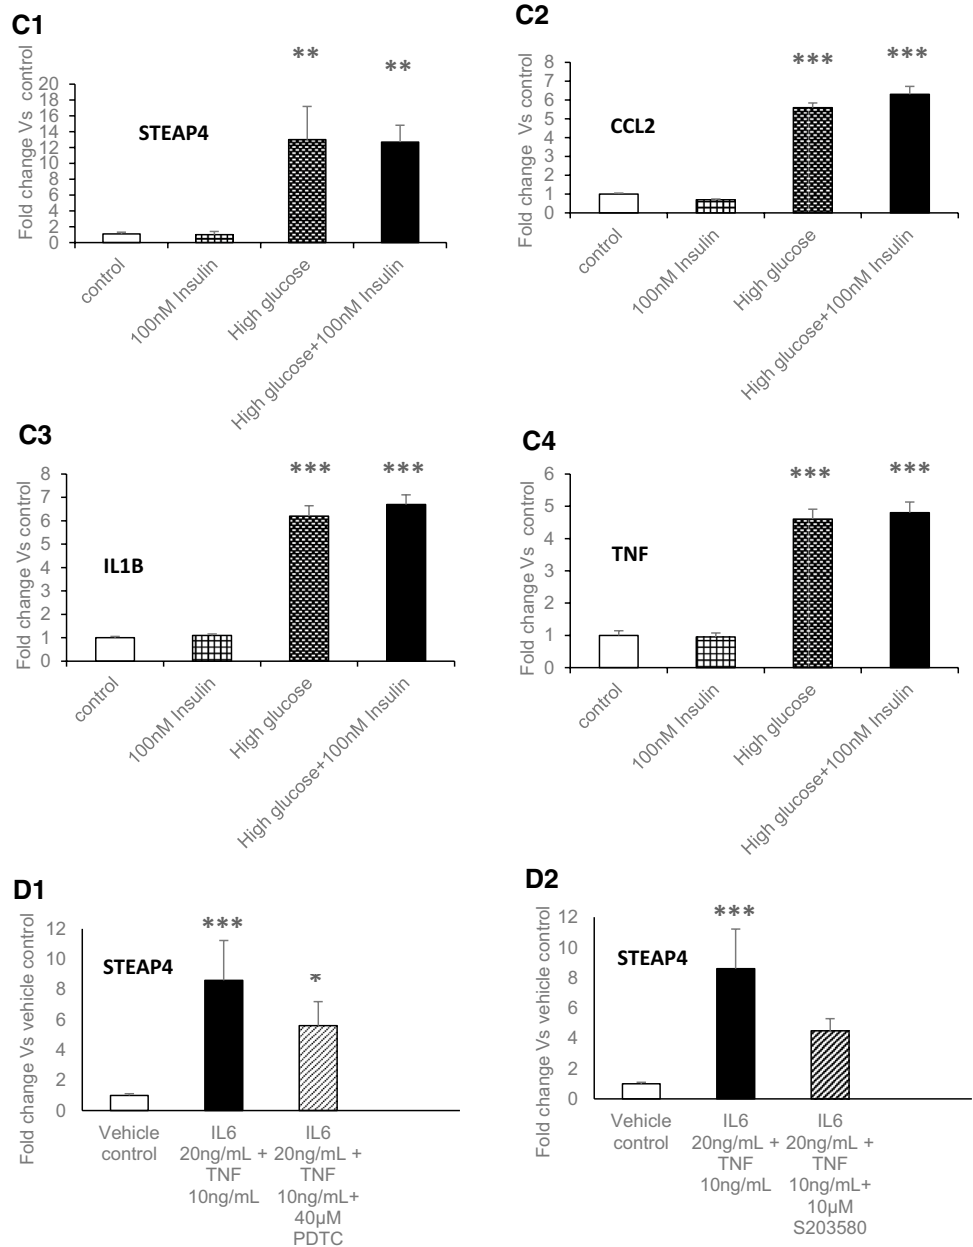 C1
Fold change Vs control
20
18
16
14
12
10
8
6
4
2
0
STEAP4
**
**
control
100nM Insulin
High glucose
High glucose+100nM Insulin
C2
Fold change Vs control
8
7
6
5
4
3
2
1
0
CCL2
***
***
control
100nM Insulin
High glucose
High glucose+100nM Insulin
C3
Fold change Vs control
8
7
6
5
4
3
2
1
0
IL1B
***
***
control
100nM Insulin
High glucose
High glucose+100nM Insulin
C4
Fold change Vs control
6
5
4
3
2
1
0
TNF
***
***
control
100nM Insulin
High glucose
High glucose+100nM Insulin
D1
Fold change Vs vehicle control
12
10
8
6
4
2
0
STEAP4
***
*
Vehicle
control
IL6
20ng/mL +
TNF
10ng/mL
IL6
20ng/mL +
TNF
10ng/mL+
40µM
PDTC
D2
Fold change Vs vehicle control
12
10
8
6
4
2
0
STEAP4
***
Vehicle
control
IL6
20ng/mL +
TNF
10ng/mL
IL6
20ng/mL +
TNF
10ng/mL+
10µM
S203580